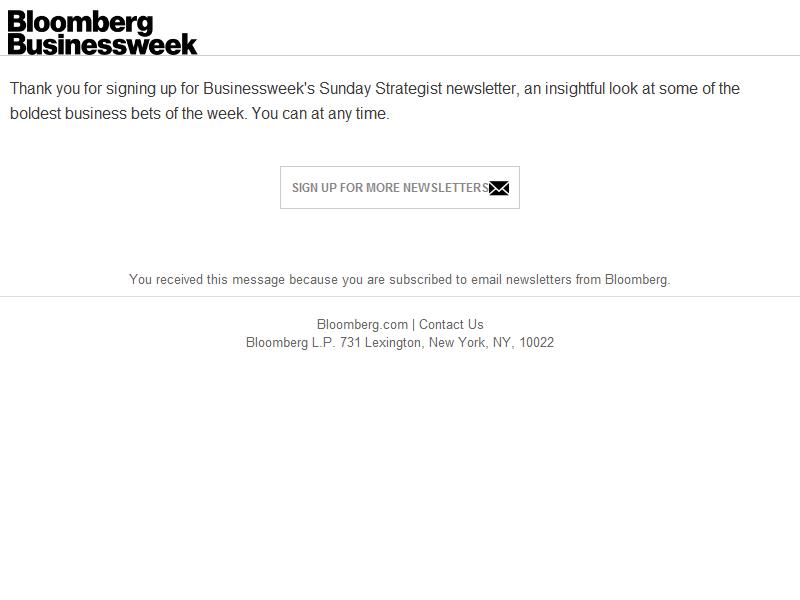 Bloomberg
Businessweek
Thank you for signing up for Businessweek's Sunday Strategist newsletter, an insightful look at some of the
boldest business bets of the week. You can at any time.
SIGN UP FOR MORE NEWSLETTERS
You received this message because you are subscribed to email newsletters from Bloomberg.
Bloomberg.com | Contact Us
Bloomberg L.P. 731 Lexington, New York, NY, 10022